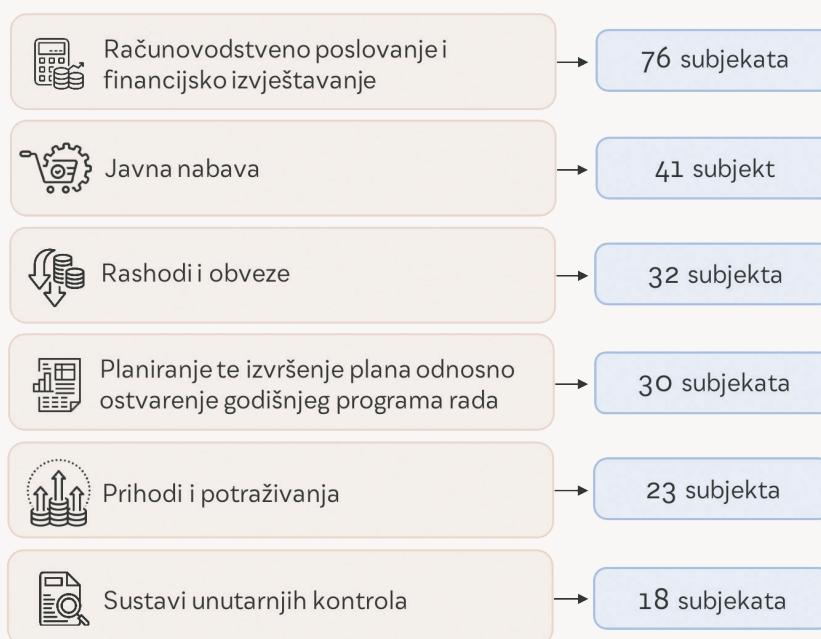 Računovodstveno poslovanje i
financijsko izvještavanje
76 subjekata
Javna nabava
41 subjekt
Rashodi i obveze
32 subjekta
Planiranje te izvršenje plana odnosno
ostvarenje godišnjeg programa rada
30 subjekata
Prihodi i potraživanja
23 subjekta
Sustavi unutarnjih kontrola
18 subjekata